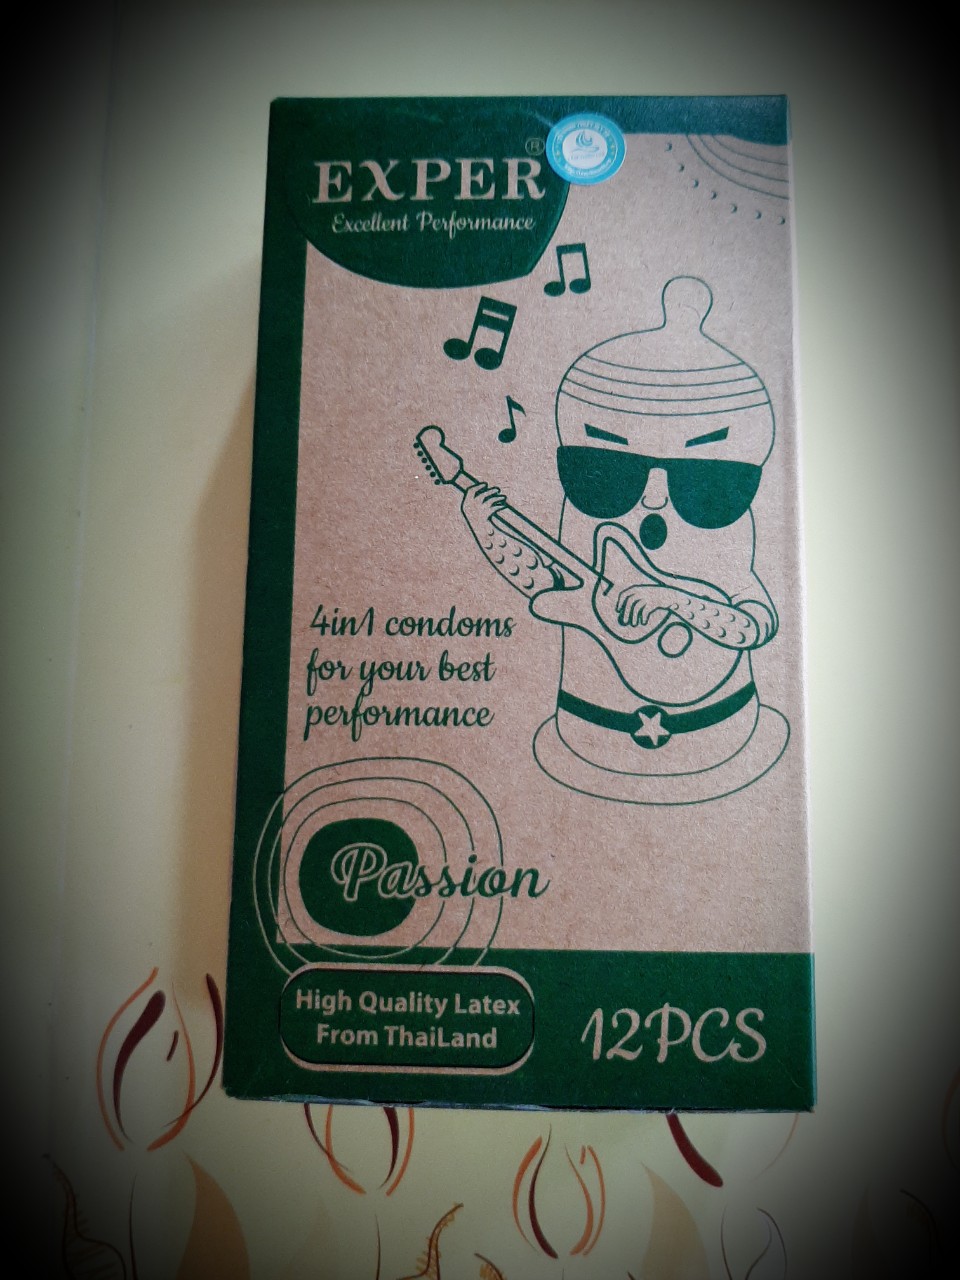 EXPER®
Excellent Performance
4in1 condoms
for your best
performance
Passion
High Quality Latex
From ThaiLand
12PCS